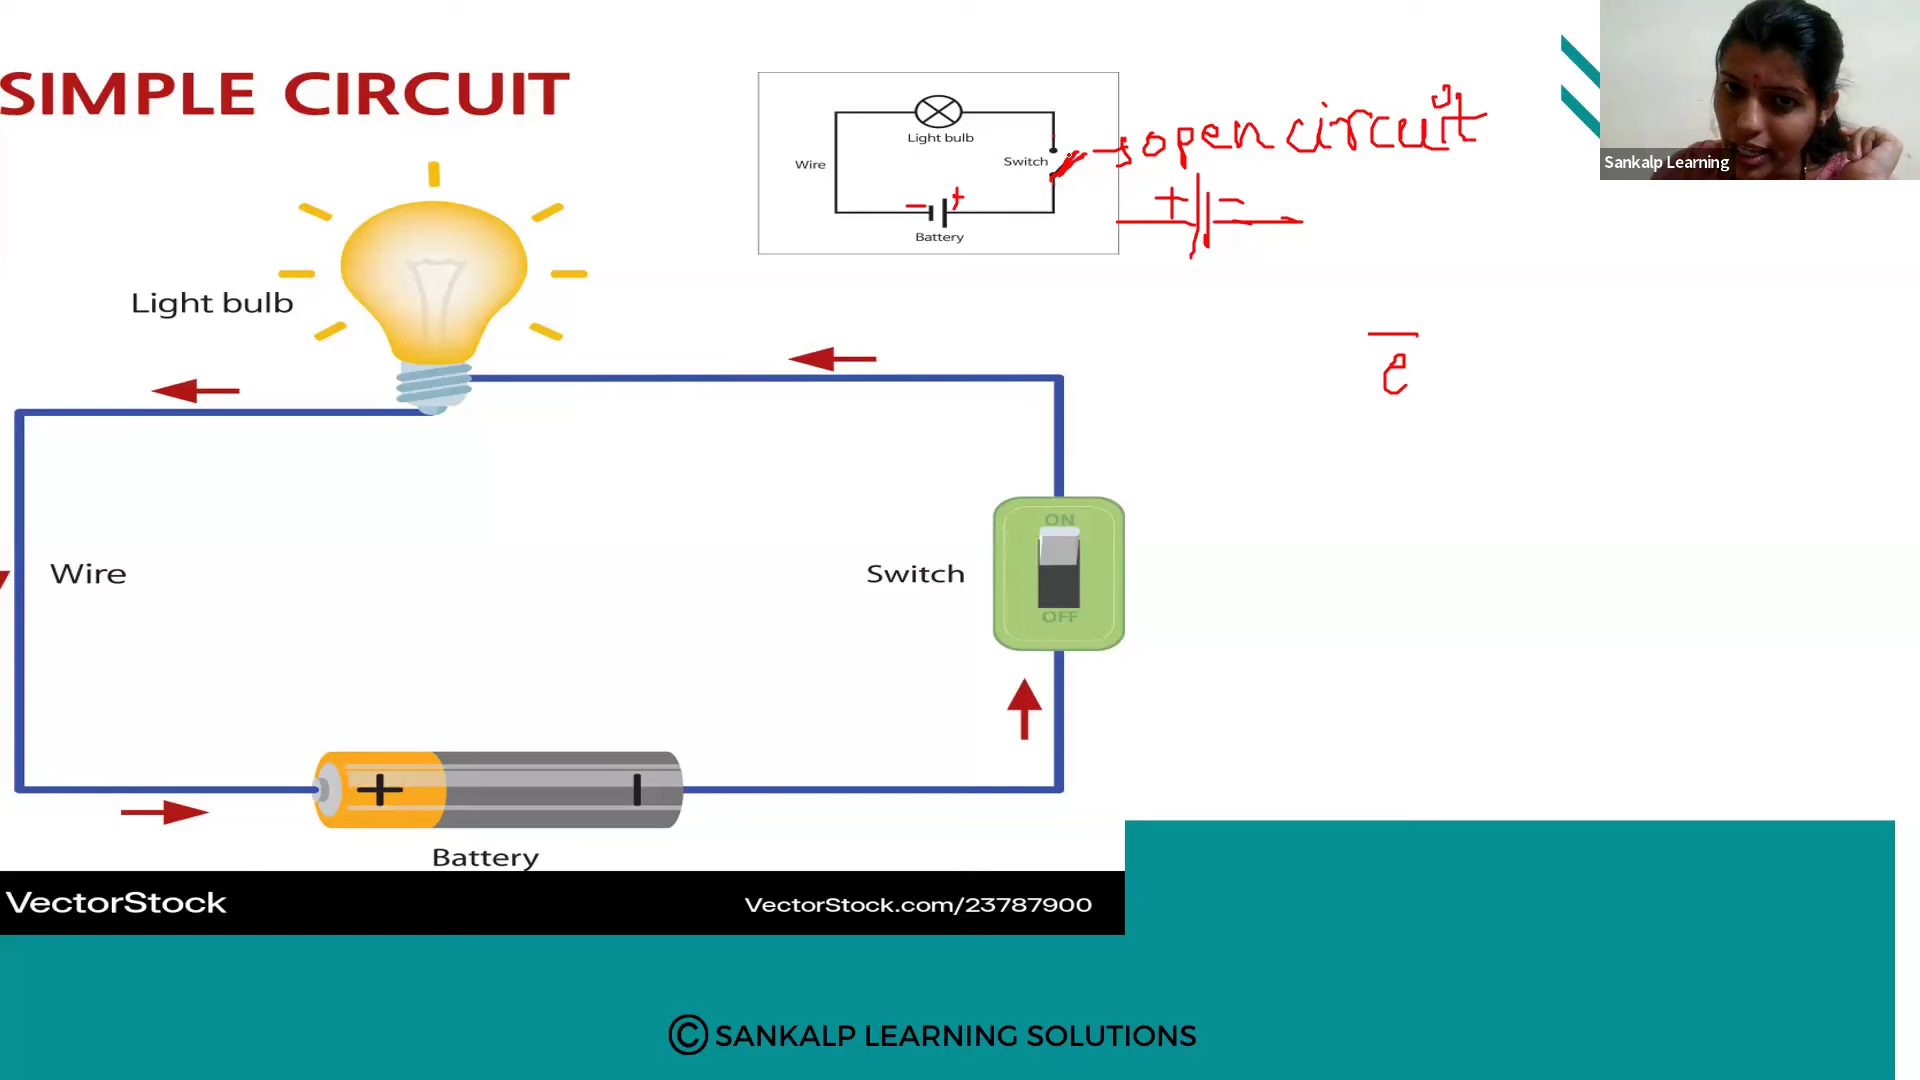 SIMPLE CIRCUIT
Light bulb
Wire
Switch
Battery
- +
open circuit
+ -
e
Sankalp Learning
Light bulb
Wire
Switch
ON
OFF
+ -
Battery
VectorStock
VectorStock.com/23787900
© SANKALP LEARNING SOLUTIONS